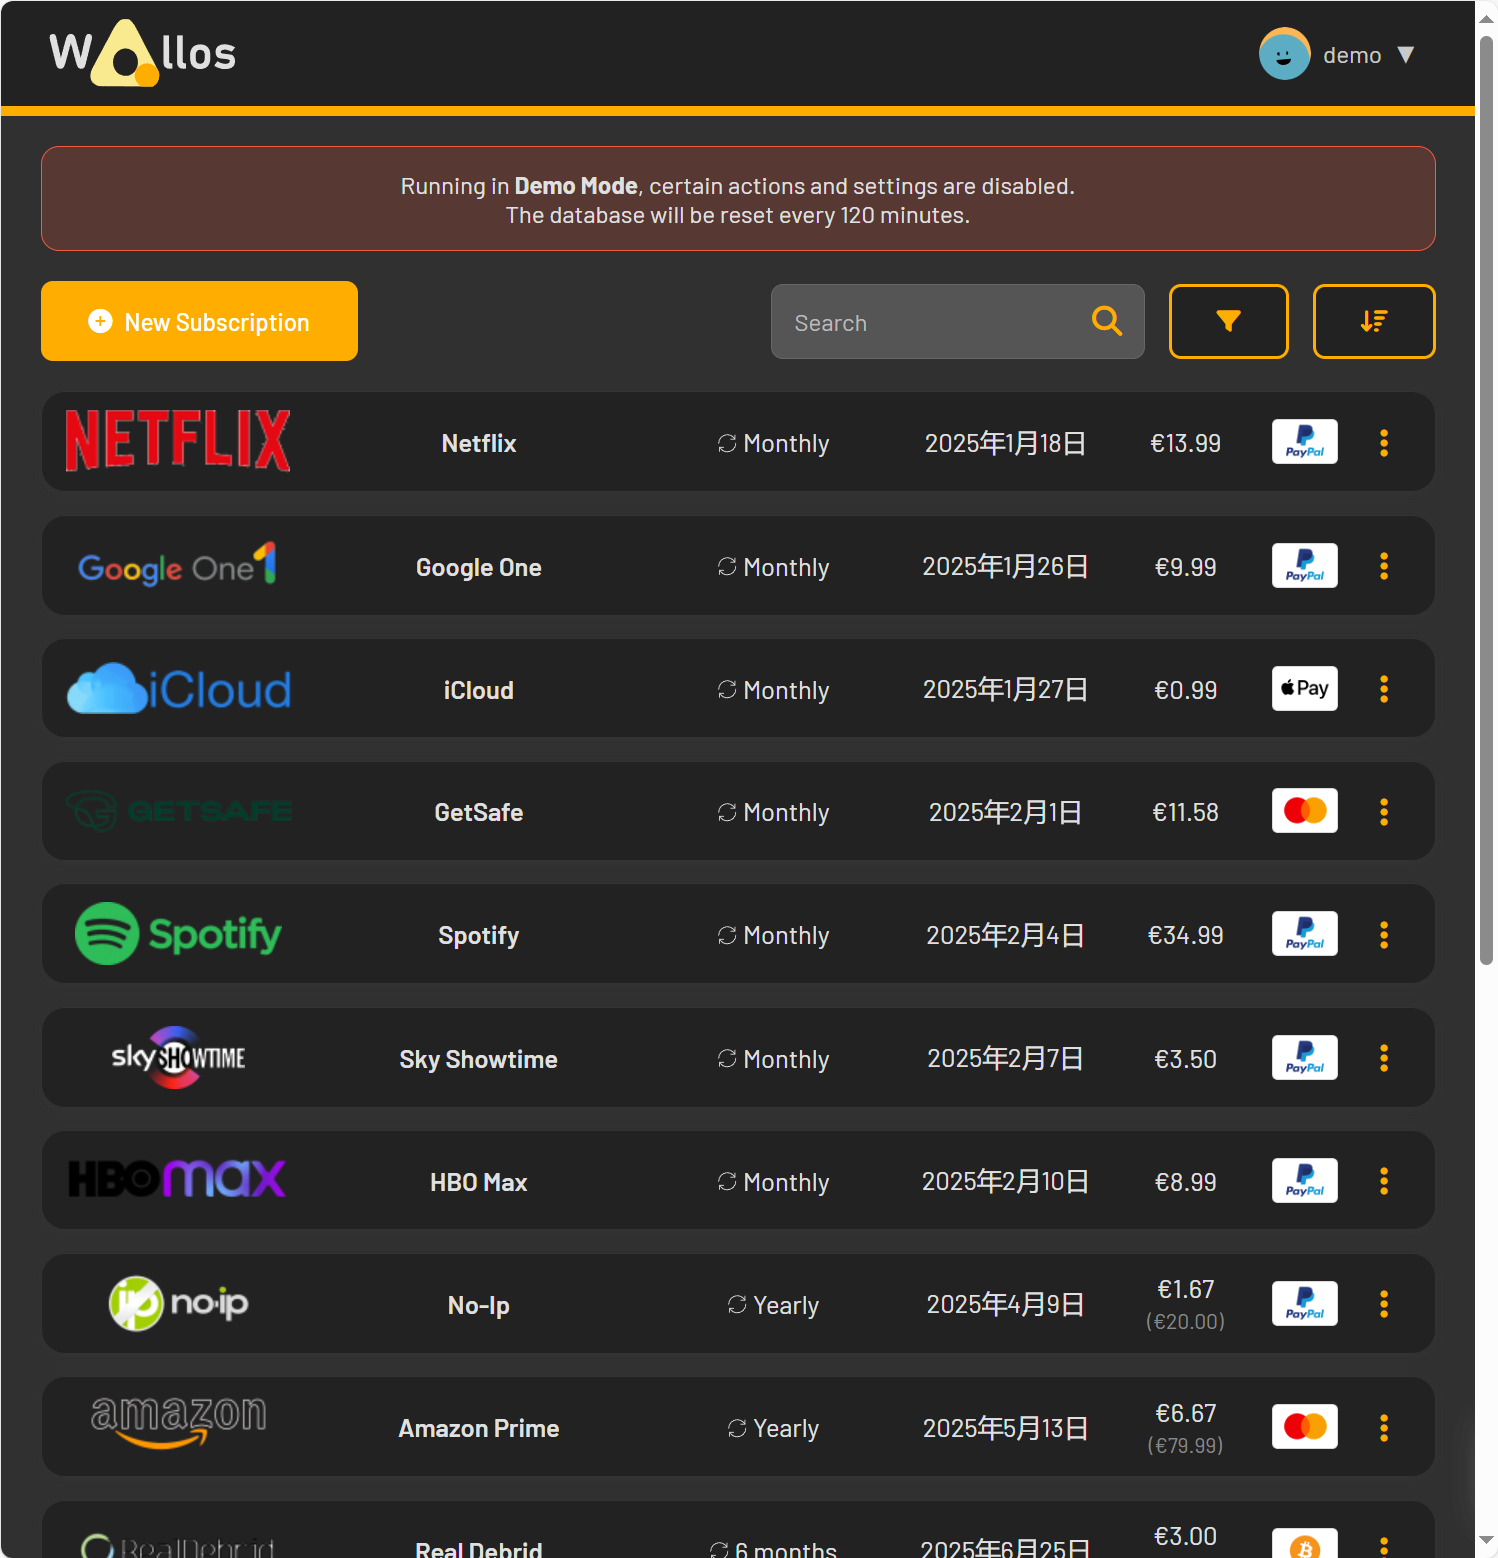 Wallos
demo
Running in Demo Mode, certain actions and settings are disabled.
The database will be reset every 120 minutes.
New Subscription
Search
NETFLIX Netflix Monthly 2025年1月18日 €13.99 PayPal
Google One Google One Monthly 2025年1月26日 €9.99 PayPal
iCloud iCloud Monthly 2025年1月27日 €0.99 Pay
GETSAFE GetSafe Monthly 2025年2月1日 €11.58
Spotify Spotify Monthly 2025年2月4日 €34.99 PayPal
sky SHOWTIME Sky Showtime Monthly 2025年2月7日 €3.50 PayPal
HBOmax HBO Max Monthly 2025年2月10日 €8.99 PayPal
no-ip No-Ip Yearly 2025年4月9日 €1.67 PayPal
(€20.00)
amazon Amazon Prime Yearly 2025年5月13日 €6.67
(€79.99)
RealDebrid Real Debrid 6 months 2025年6月25日 €3.00